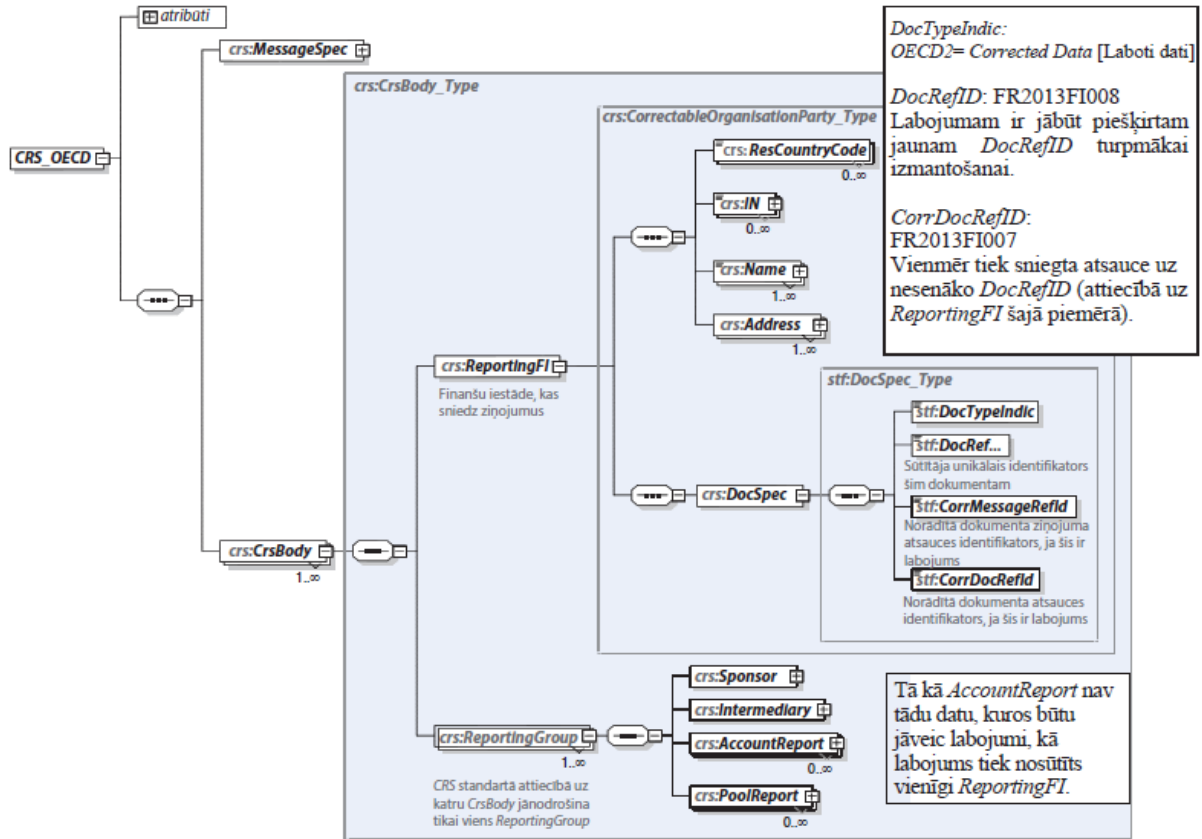 atribūti
crs:MessageSpec
CRS_OECD
crs:CrsBody_Type
crs:CorrectableOrganisationParty_Type
crs:ResCountryCode
0..∞
crs:IN
0..∞
crs:Name
1..∞
crs:Address
1..∞
DocTypeIndic:
OECD2= Corrected Data [Laboti dati]
DocRefID: FR2013FI008
Labojumam ir jābūt piešķirtam
jaunam DocRefID turpmākai
izmantošanai.
CorrDocRefID:
FR2013FI007
Vienmēr tiek sniegta atsauce uz
nesenāko DocRefID (attiecībā uz
ReportingFI šajā piemērā).
crs:ReportingFI
Finanšu iestāde, kas
sniedz ziņojumus
stf:DocSpec_Type
stf:DocTypeIndic
stf:DocRef...
Sūtītāja unikālais identifikators
šim dokumentam
crs:DocSpec
stf:CorrMessageRefId
Norādītā dokumenta ziņojuma
atsauces identifikators, ja šis ir
labojums
stf:CorrDocRefId
Norādītā dokumenta atsauces
identifikators, ja šis ir labojums
crs:CrsBody
1..∞
crs:ReportingGroup
1..∞
CRS standartā attiecībā uz
katru CrsBody jānodrošina
tikai viens ReportingGroup
crs:Sponsor
crs:Intermediary
crs:AccountReport
0..∞
crs:PoolReport
0..∞
Tā kā AccountReport nav
tādu datu, kuros būtu
jāveic labojumi, kā
labojums tiek nosūtīts
vienīgi ReportingFI.